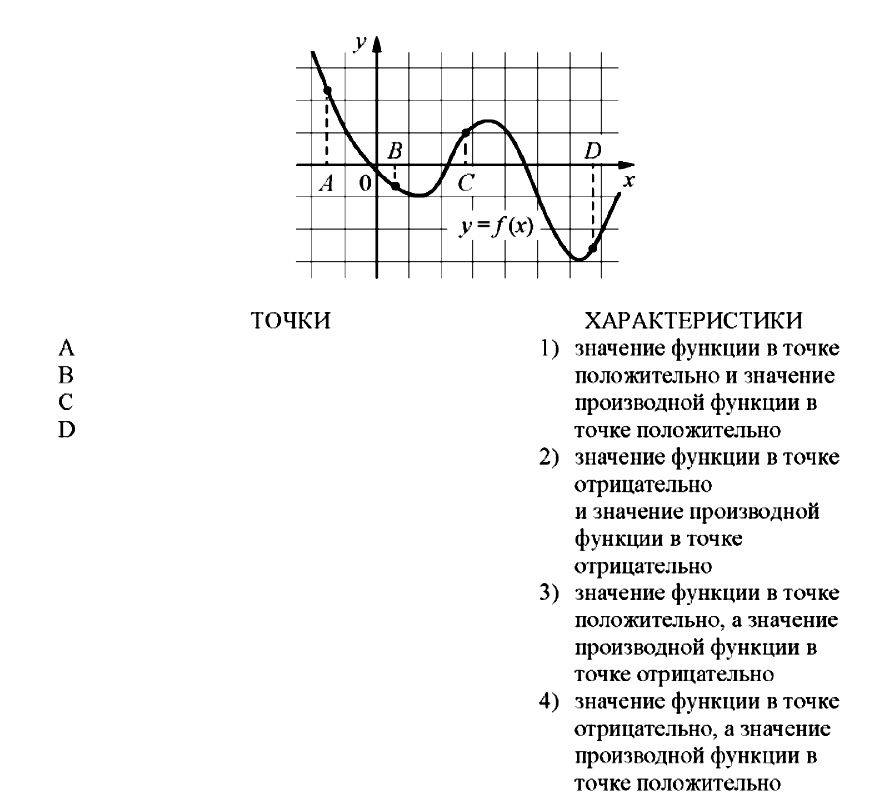 y
B
D
A
0
C
x
y = f (x)
ТОЧКИ
ХАРАКТЕРИСТИКИ
A
B
C
D
1) значение функции в точке
положительно и значение
производной функции в
точке положительно
2) значение функции в точке
отрицательно
и значение производной
функции в точке
отрицательно
3) значение функции в точке
положительно, а значение
производной функции в
точке отрицательно
4) значение функции в точке
отрицательно, а значение
производной функции в
точке положительно